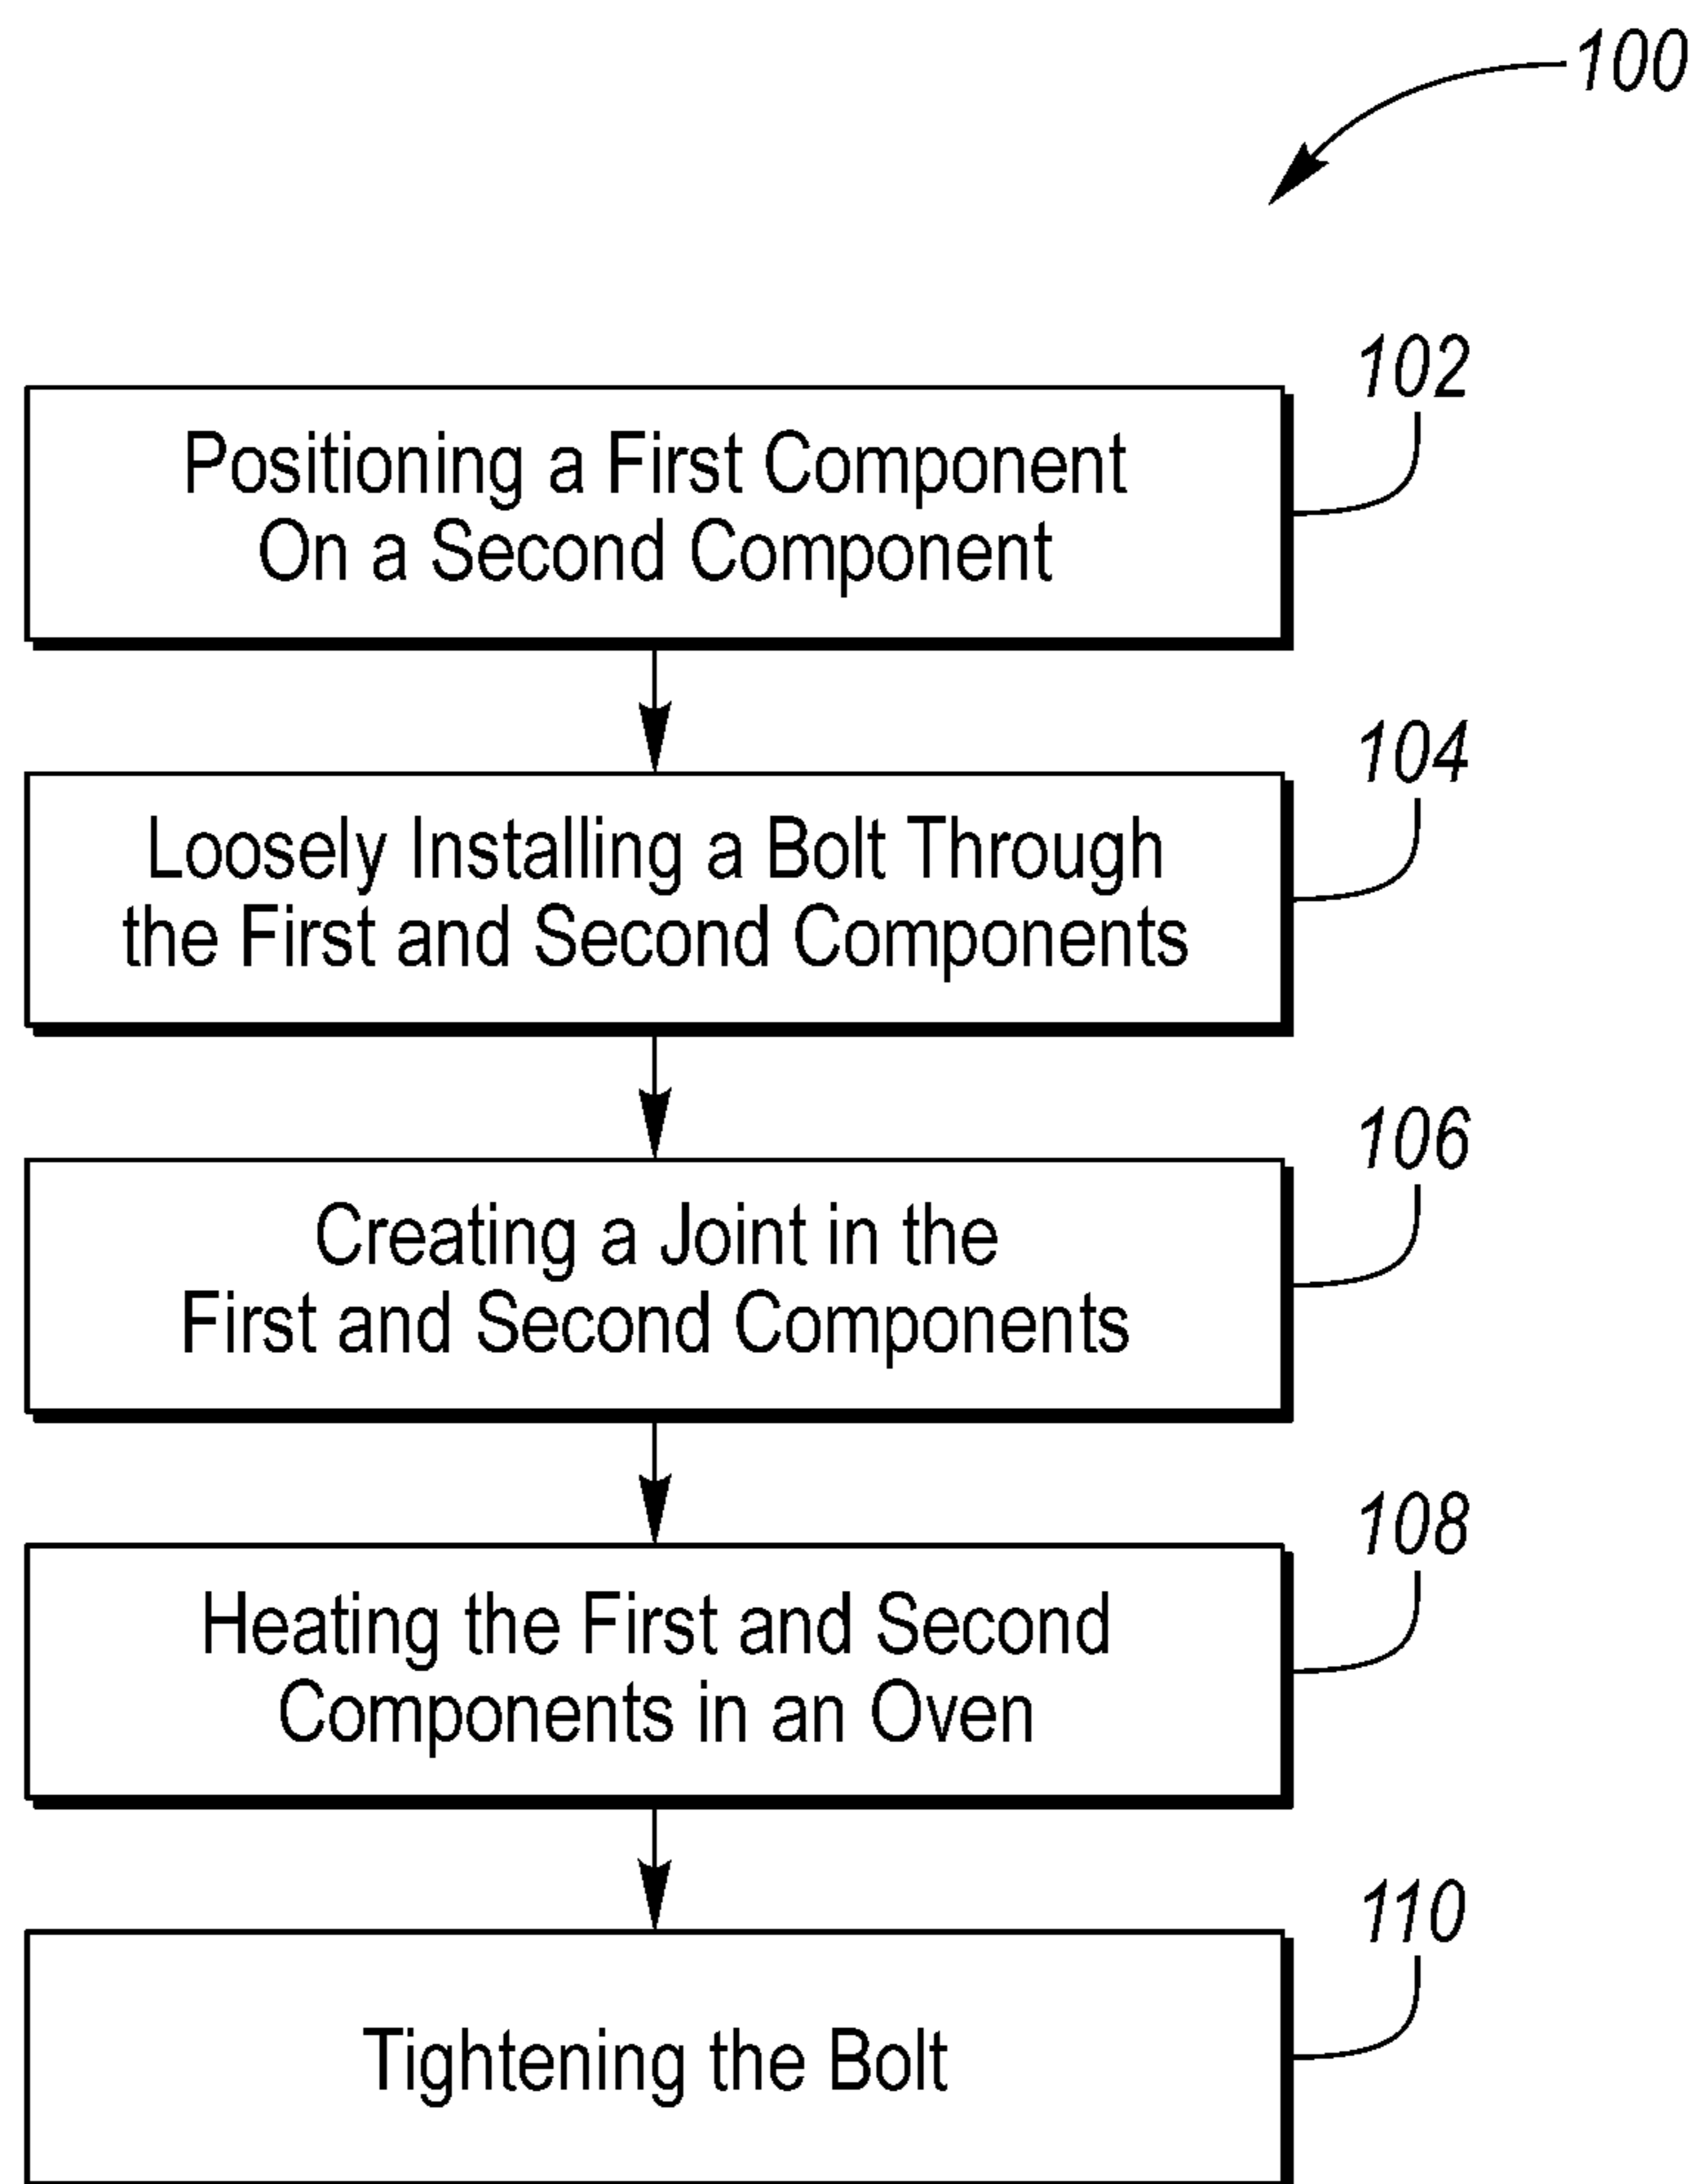 100
102
Positioning a First Component
On a Second Component
104
Loosely Installing a Bolt Through
the First and Second Components
106
Creating a Joint in the
First and Second Components
108
Heating the First and Second
Components in an Oven
110
Tightening the Bolt